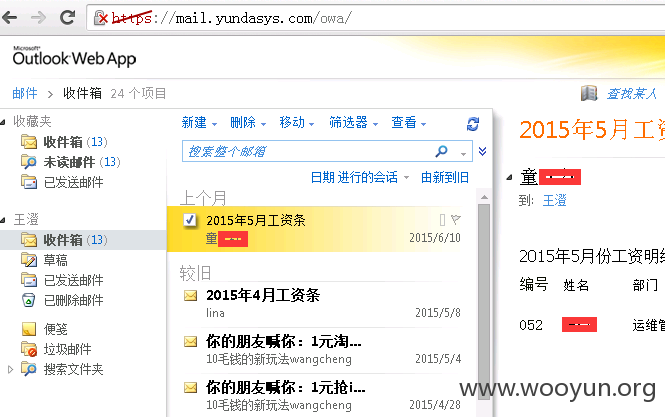 https://mail.yundasys.com/owa/
Microsoft®
Outlook Web App
邮件 > 收件箱 24 个项目
查找某人
收藏夹
收件箱 (13)
未读邮件 (13)
已发送邮件
王澄
收件箱 (13)
草稿
已发送邮件
已删除邮件
便笺
垃圾邮件
搜索文件夹
新建 删除 移动 筛选器 查看
搜索整个邮箱
日期 进行的会话 由新到旧
上个月
2015年5月工资条
童
2015/6/10
较旧
2015年4月工资条
lina 2015/5/8
你的朋友喊你：1元淘...
10毛钱的新玩法wangcheng 2015/5/4
你的朋友喊你：1元抢i...
10毛钱的新玩法wangcheng 2015/4/28
2015年5月工资
童
到: 王澄
2015年5月份工资明细
编号 姓名 部门
052 运维管
www.wooyun.org